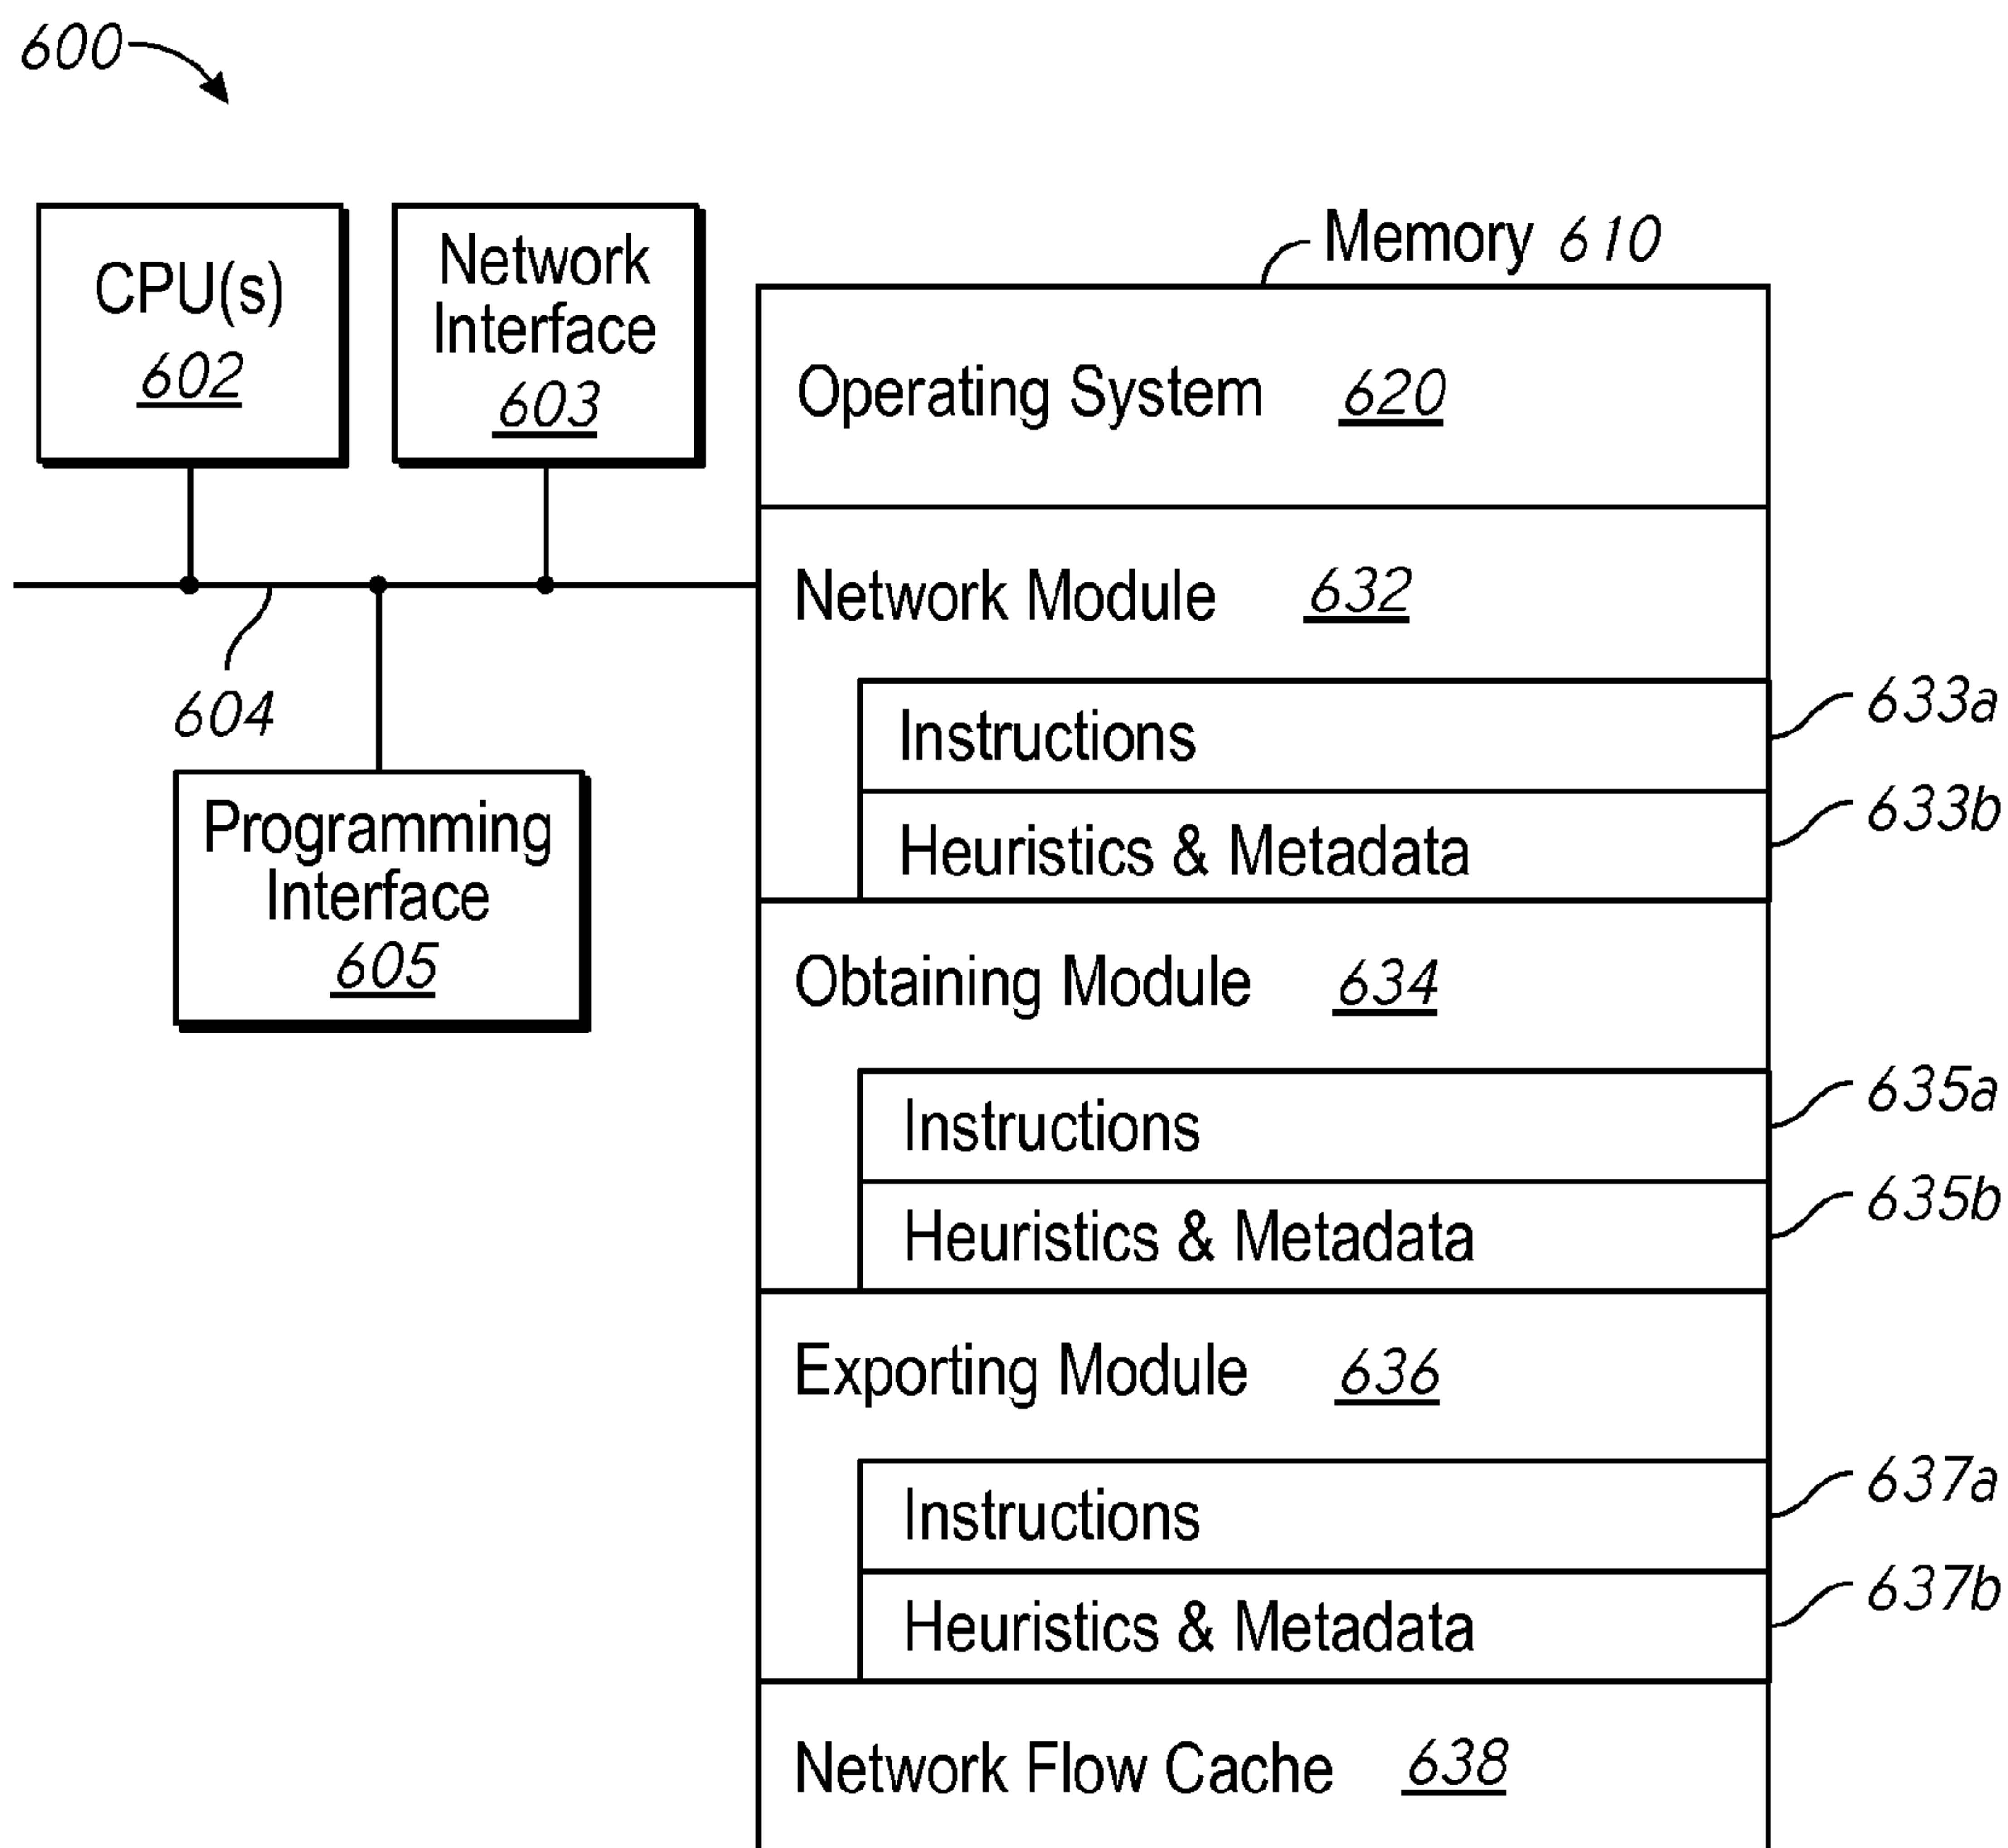 600
CPU(s)
602
Network
Interface
603
Memory 610
Operating System 620
Network Module 632
604
Instructions
633a
Programming
Interface
605
Heuristics & Metadata
633b
Obtaining Module 634
Instructions
635a
Heuristics & Metadata
635b
Exporting Module 636
Instructions
637a
Heuristics & Metadata
637b
Network Flow Cache 638